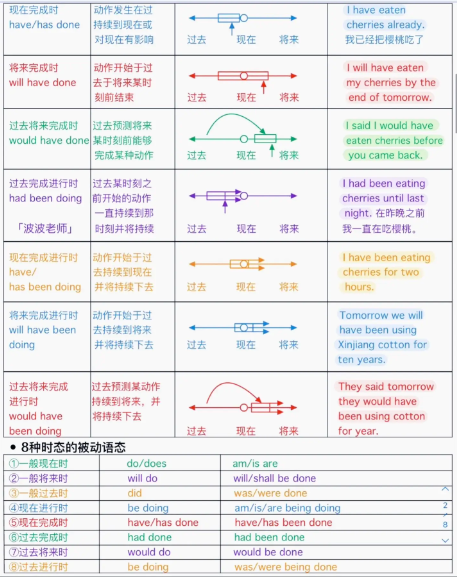 现在完成时
have/has done
动作发生在过
持续到现在或
对现在有影响
过去 现在 将来
I have eaten
cherries already.
我已经把樱桃吃了
将来完成时
will have done
动作开始于过
去于将来某时
刻前结束
过去 现在 将来
I will have eaten
my cherries by the
end of tomorrow.
过去将来完成时
would have done
过去预测将来
某时刻前能够
完成某种动作
过去 现在 将来
I said I would have
eaten cherries before
you came back.
过去完成进行时
had been doing
「波波老师」
过去某时刻之
前开始的动作
一直持续到那
时刻并将持续
过去 现在 将来
I had been eating
cherries until last
night. 在昨晚之前
我一直在吃樱桃。
现在完成进行时
have/
has been doing
动作开始于过
去持续到现在
并将持续下去
过去 现在 将来
I have been eating
cherries for two
hours.
将来完成进行时
will have been
doing
动作开始于过
去持续到将来
并将持续下去
过去 现在 将来
Tomorrow we will
have been using
Xinjiang cotton for
ten years.
过去将来完成
进行时
would have
been doing
过去预测某动作
持续到将来，并
将持续下去
过去 现在 将来
They said tomorrow
they would have
been using cotton
for year.
• 8种时态的被动语态
①一般现在时 do/does am/is are
②一般将来时 will do will/shall be done
③一般过去时 did was/were done
④现在进行时 be doing am/is/are being doing
⑤现在完成时 have/has done have/has been done
⑥过去完成时 had done had been done
⑦过去将来时 would do would be done
⑧过去进行时 be doing was/were being done
2
/
8